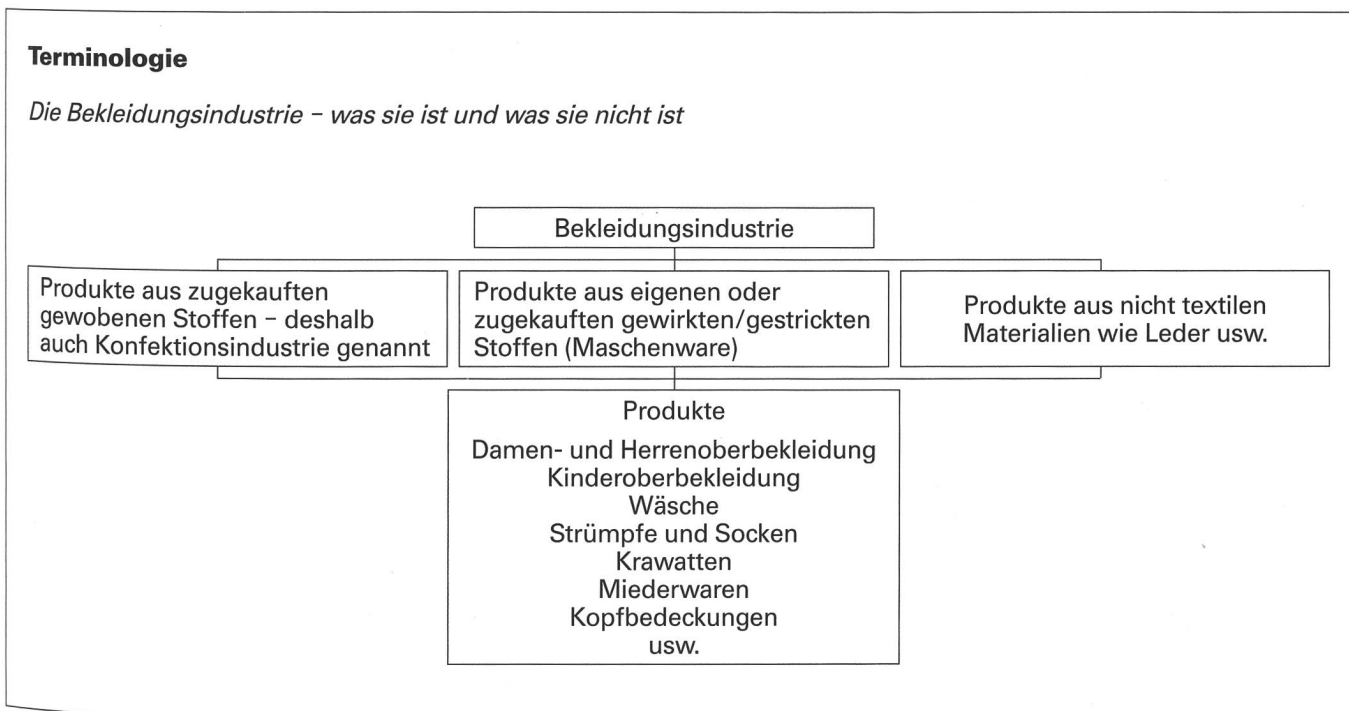 Terminologie
Die Bekleidungsindustrie – was sie ist und was sie nicht ist
Bekleidungsindustrie
Produkte aus zugekauften
gewobenen Stoffen – deshalb
auch Konfektionsindustrie genannt
Produkte aus eigenen oder
zugekauften gewirkten/gestrickten
Stoffen (Maschenware)
Produkte aus nicht textilen
Materialien wie Leder usw.
Produkte
Damen- und Herrenoberbekleidung
Kinderoberbekleidung
Wäsche
Strümpfe und Socken
Krawatten
Miederwaren
Kopfbedeckungen
usw.